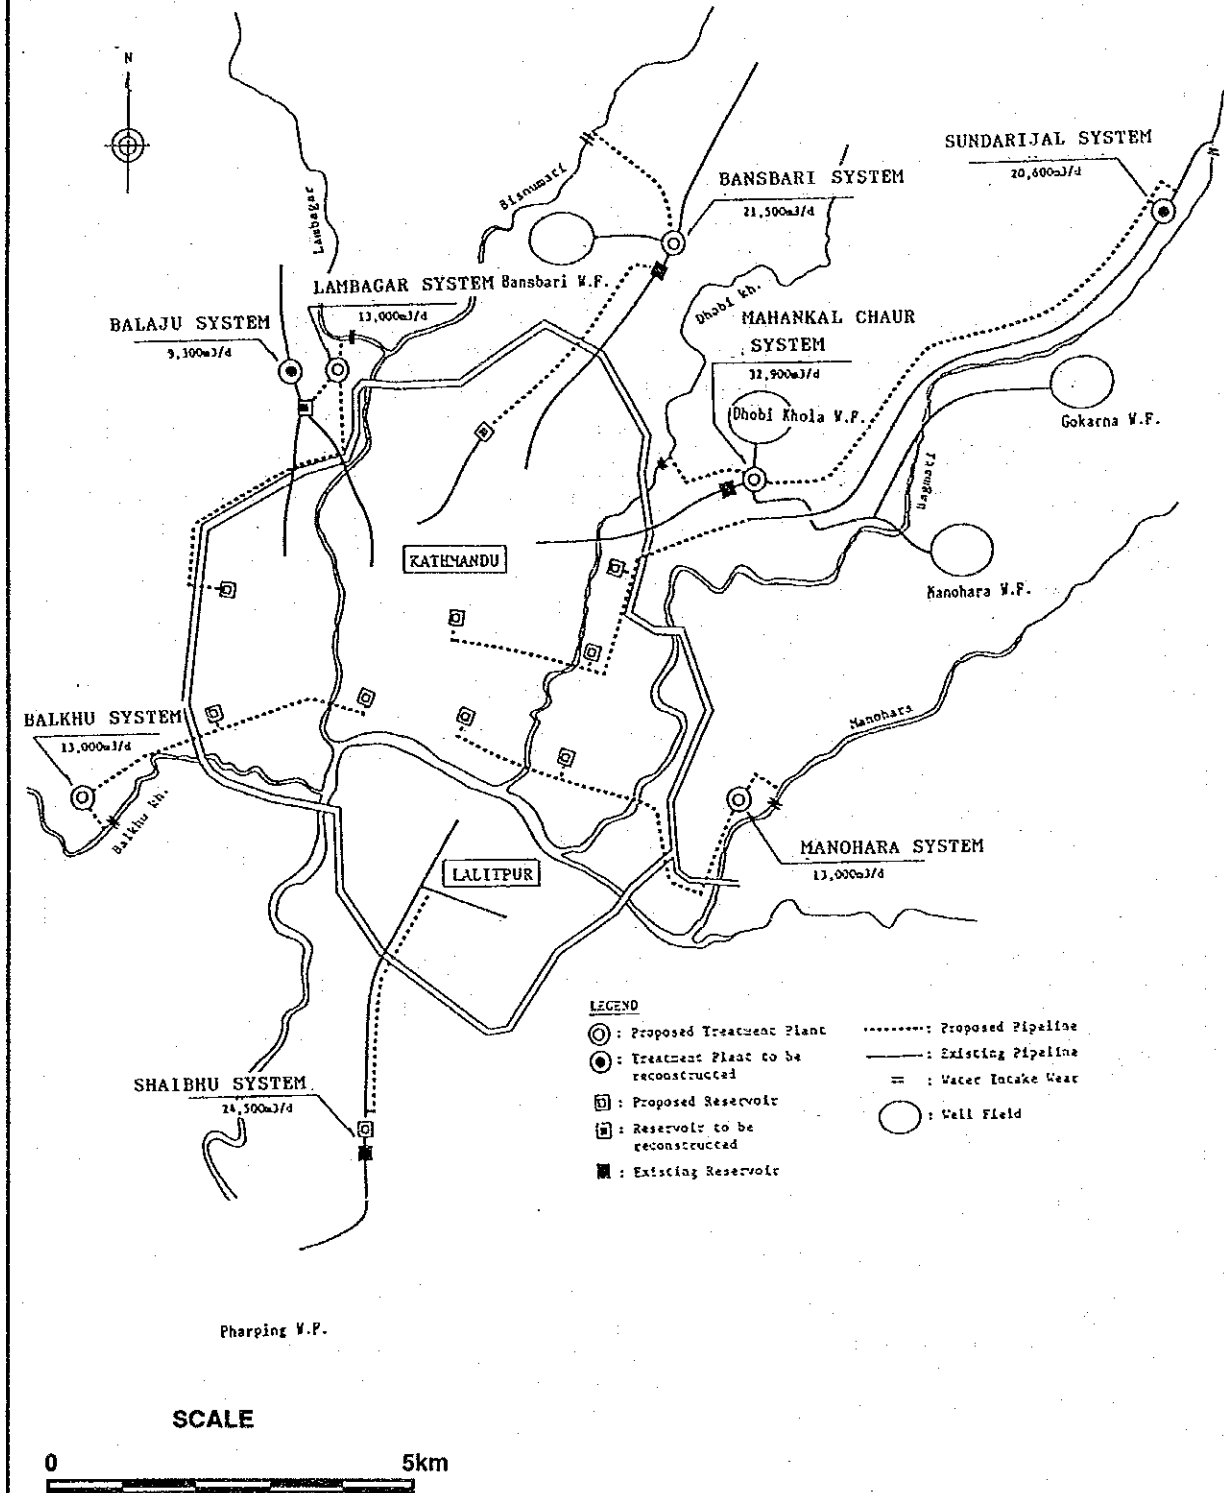 N
SUNDARIJAL SYSTEM
20,600m3/d
Bisnumari
BANSBARI SYSTEM
21,500m3/d
Lambagar
LAMBAGAR SYSTEM
13,000m3/d
Bansbari W.F.
Dhobi kh.
BALAJU SYSTEM
9,300m3/d
MAHANKAL CHAUR
SYSTEM
32,900m3/d
Dhobi Khola W.F.
Gokarna W.F.
Bagmati
KATHMANDU
Manohara W.F.
Manohara
BALKHU SYSTEM
13,000m3/d
Balkhu kh.
MANOHARA SYSTEM
13,000m3/d
LALITPUR
SHAIBHU SYSTEM
24,500m3/d
LEGEND
: Proposed Treatment Plant
: Treatment Plant to be
reconstructed
: Proposed Reservoir
: Reservoir to be
reconstructed
: Existing Reservoir
: Proposed Pipeline
: Existing Pipeline
: Water Intake Wear
: Well Field
Pharping W.P.
SCALE
0 5km